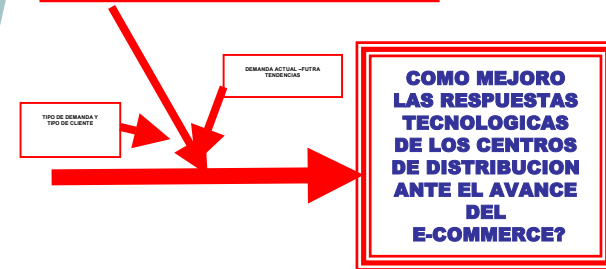 DEMANDA ACTUAL –FUTRA
TENDENCIAS
TIPO DE DEMANDA Y
TIPO DE CLIENTE
COMO MEJORO
LAS RESPUESTAS
TECNOLOGICAS
DE LOS CENTROS
DE DISTRIBUCION
ANTE EL AVANCE
DEL
E-COMMERCE?